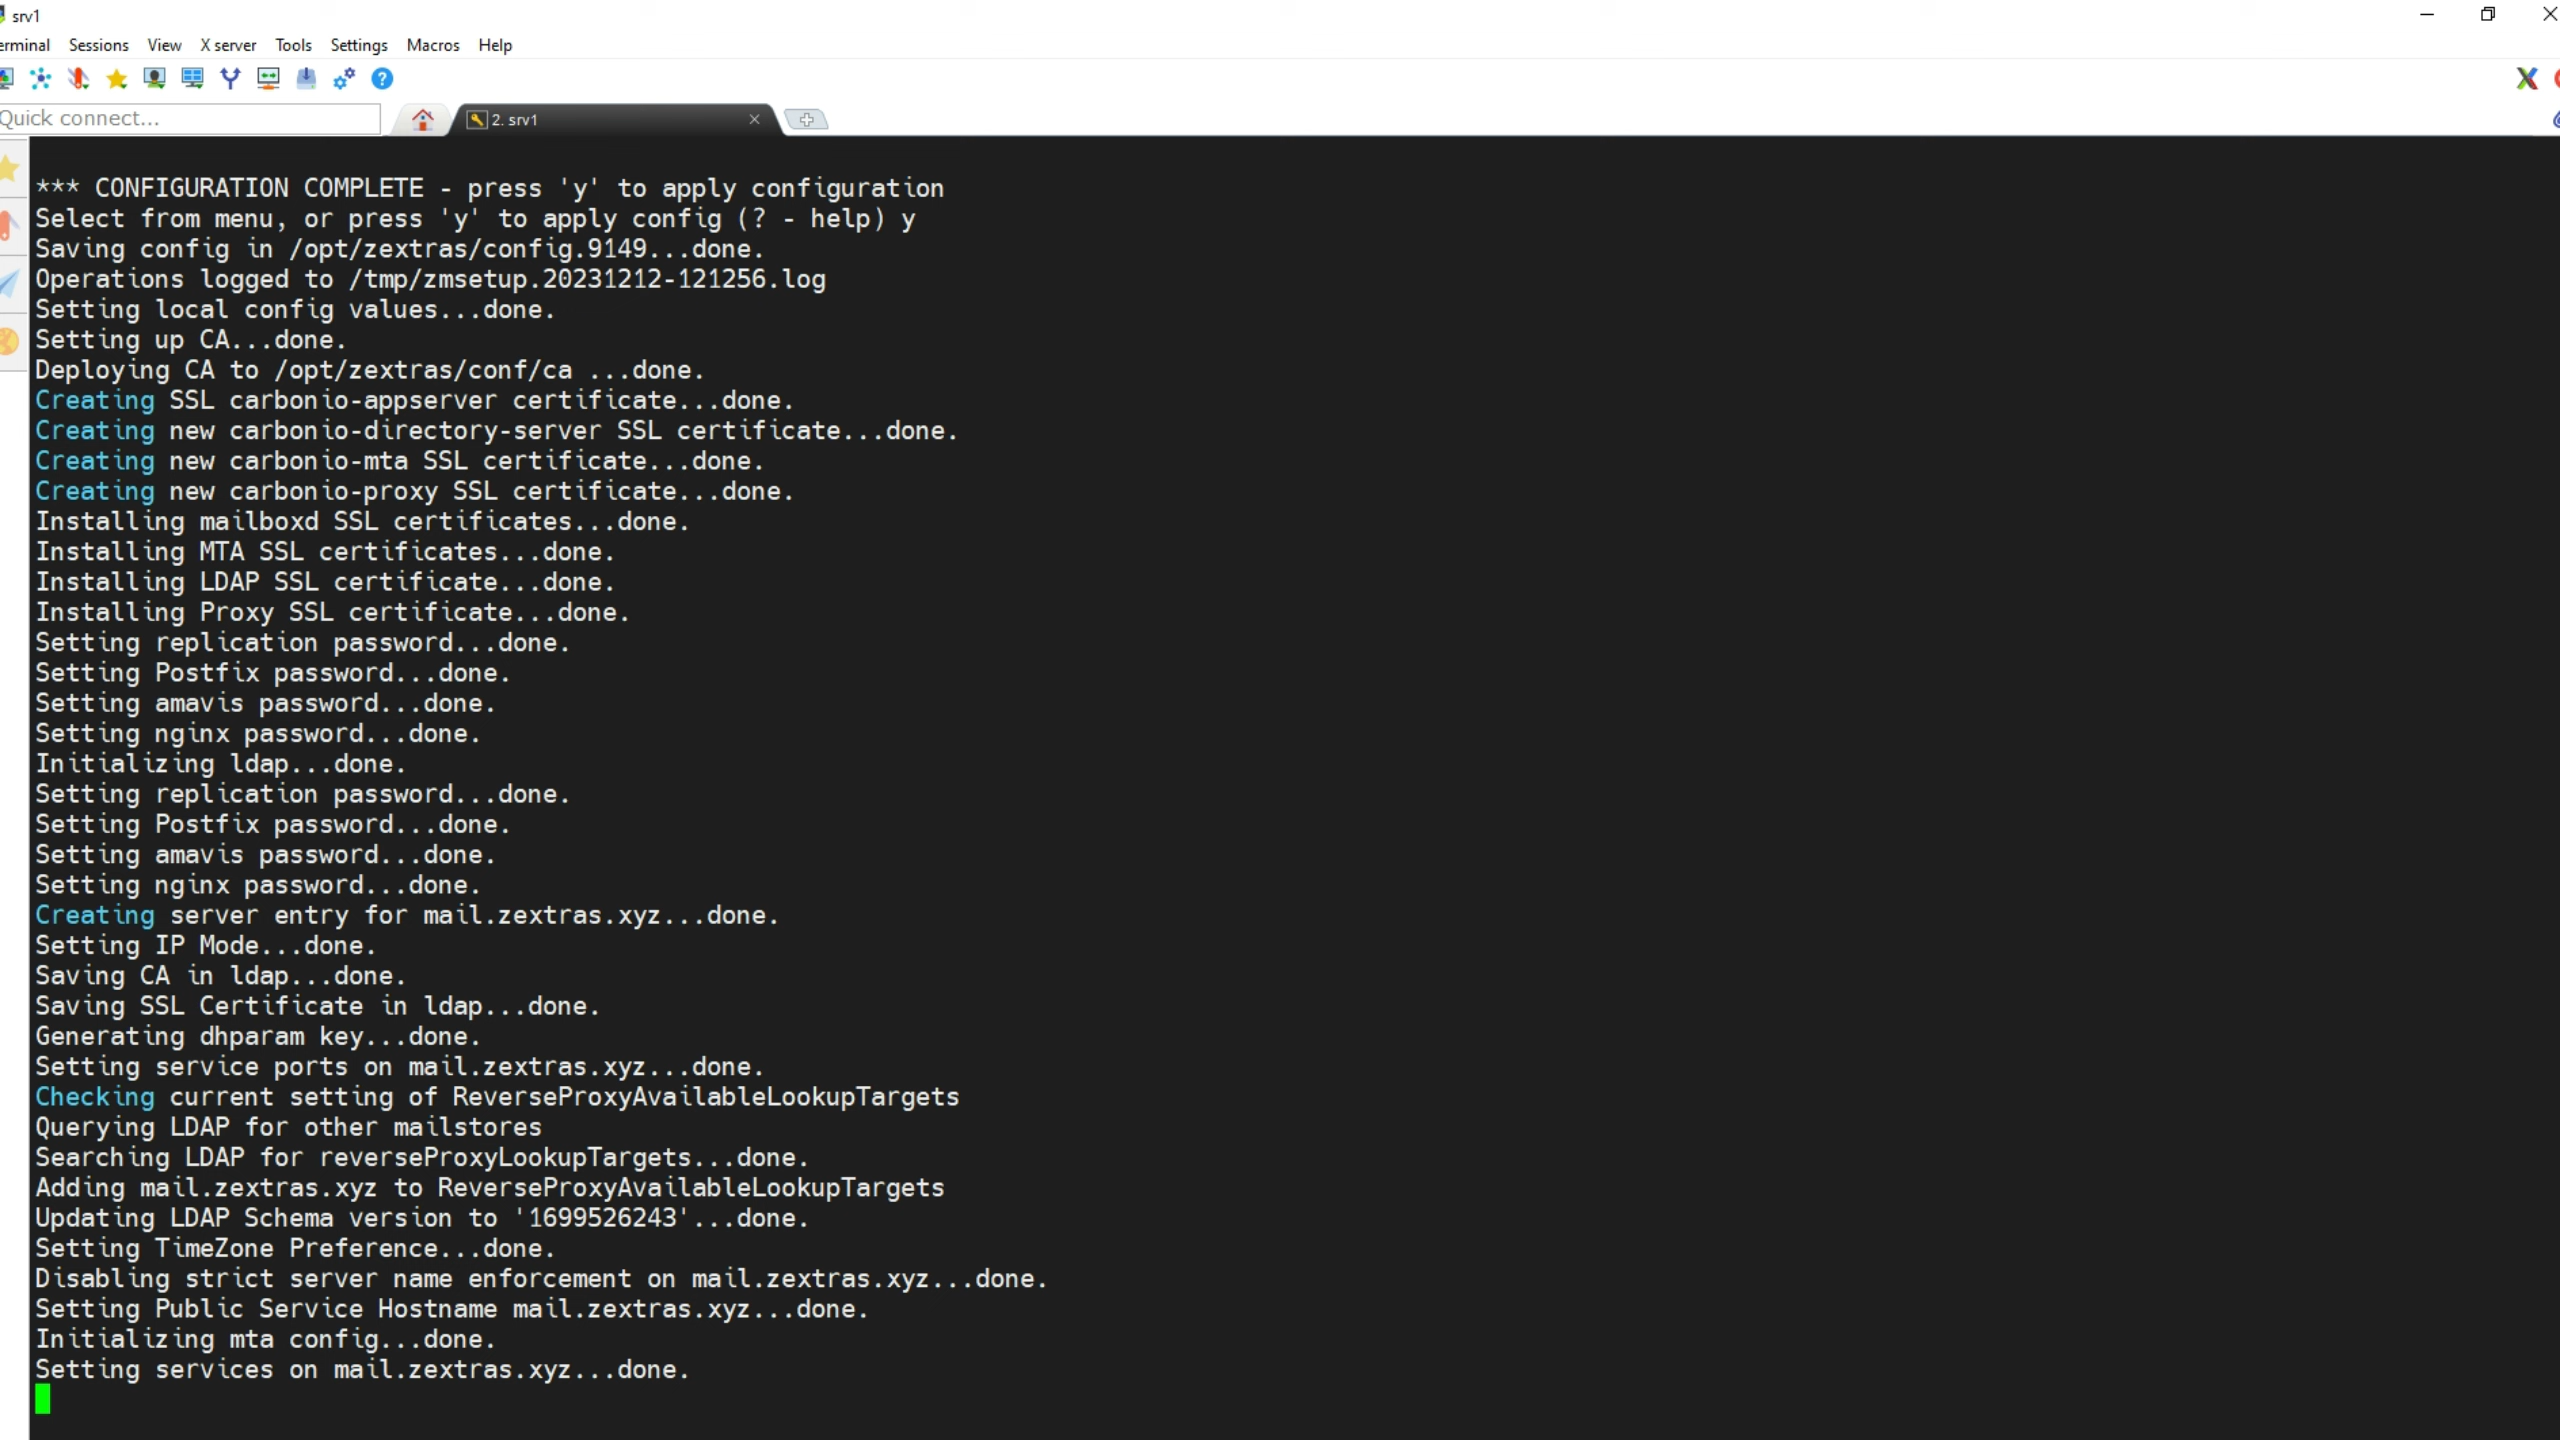 srv1
erminal Sessions View X server Tools Settings Macros Help
Quick connect...
2. srv1
*** CONFIGURATION COMPLETE - press 'y' to apply configuration
Select from menu, or press 'y' to apply config (? - help) y
Saving config in /opt/zextras/config.9149...done.
Operations logged to /tmp/zmsetup.20231212-121256.log
Setting local config values...done.
Setting up CA...done.
Deploying CA to /opt/zextras/conf/ca ...done.
Creating SSL carbonio-appserver certificate...done.
Creating new carbonio-directory-server SSL certificate...done.
Creating new carbonio-mta SSL certificate...done.
Creating new carbonio-proxy SSL certificate...done.
Installing mailboxd SSL certificates...done.
Installing MTA SSL certificates...done.
Installing LDAP SSL certificate...done.
Installing Proxy SSL certificate...done.
Setting replication password...done.
Setting Postfix password...done.
Setting amavis password...done.
Setting nginx password...done.
Initializing ldap...done.
Setting replication password...done.
Setting Postfix password...done.
Setting amavis password...done.
Setting nginx password...done.
Creating server entry for mail.zextras.xyz...done.
Setting IP Mode...done.
Saving CA in ldap...done.
Saving SSL Certificate in ldap...done.
Generating dhparam key...done.
Setting service ports on mail.zextras.xyz...done.
Checking current setting of ReverseProxyAvailableLookupTargets
Querying LDAP for other mailstores
Searching LDAP for reverseProxyLookupTargets...done.
Adding mail.zextras.xyz to ReverseProxyAvailableLookupTargets
Updating LDAP Schema version to '1699526243'...done.
Setting TimeZone Preference...done.
Disabling strict server name enforcement on mail.zextras.xyz...done.
Setting Public Service Hostname mail.zextras.xyz...done.
Initializing mta config...done.
Setting services on mail.zextras.xyz...done.